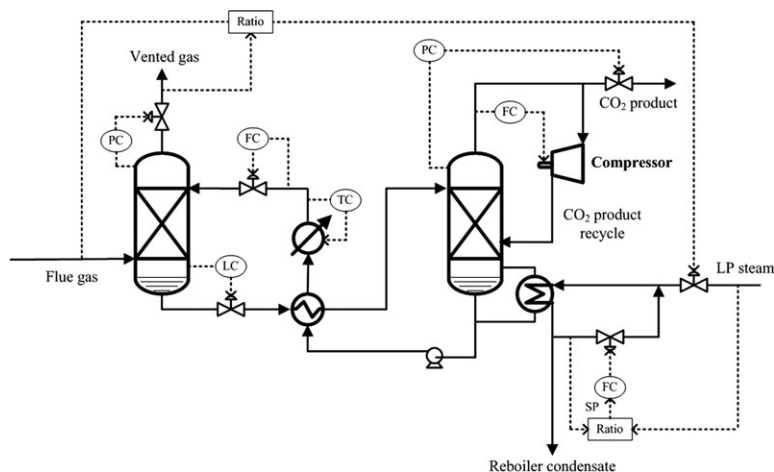 Ratio
PC
Vented gas
CO₂ product
FC
PC
FC
Compressor
TC
CO₂ product
recycle
LC
Flue gas
LP steam
FC
SP
Ratio
Reboiler condensate